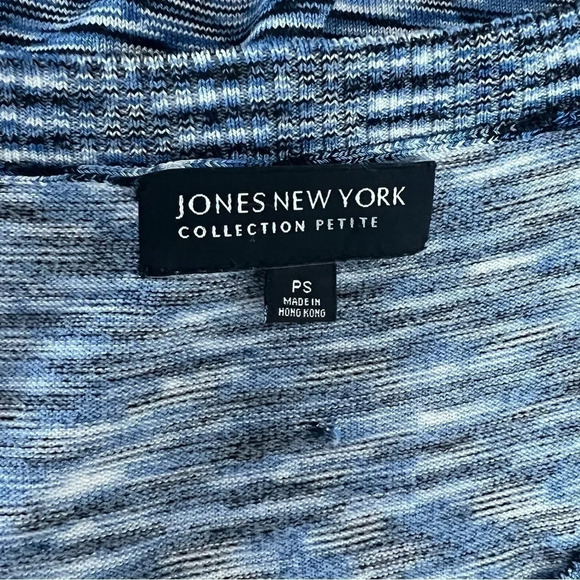 JONES NEW YORK
COLLECTION PETITE
PS
MADE IN
HONG KONG